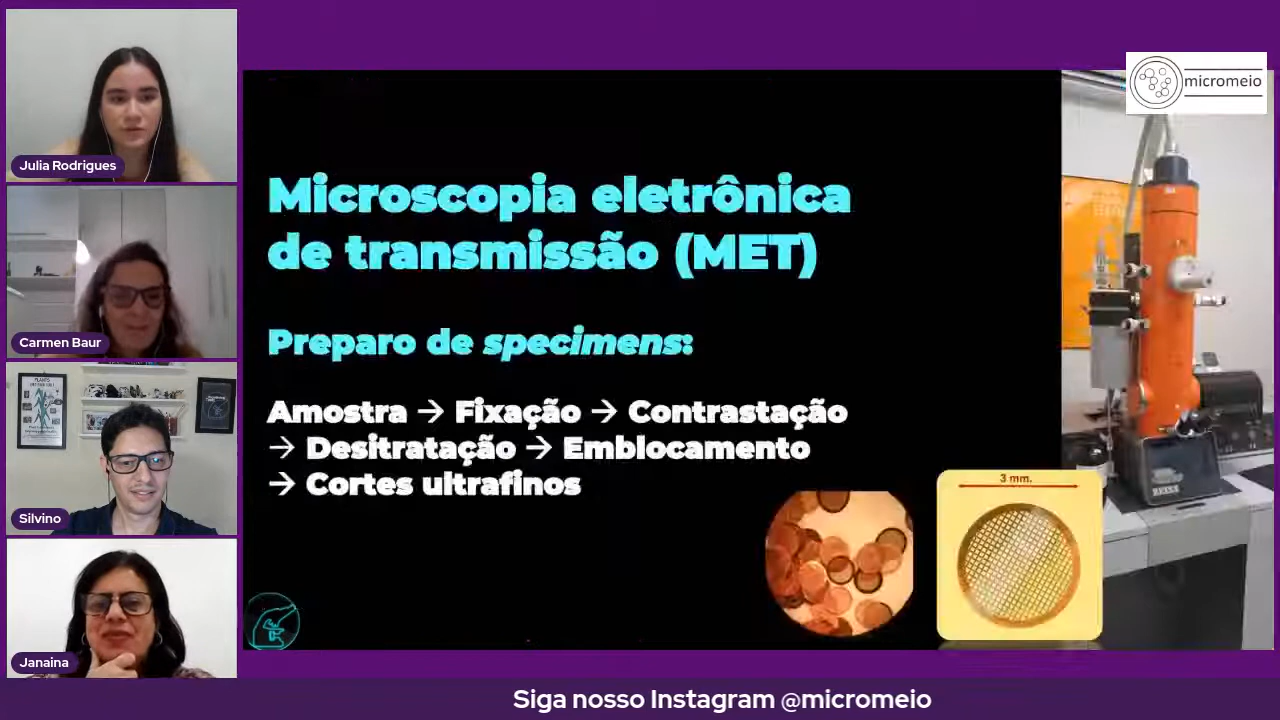 Julia Rodrigues
Carmen Baur
Silvino
Janaina
micromeio
Microscopia eletrônica
de transmissão (MET)
Preparo de specimens:
Amostra → Fixação → Contrastação
→ Desitratação → Emblocamento
→ Cortes ultrafinos
3 mm.
Siga nosso Instagram @micromeio